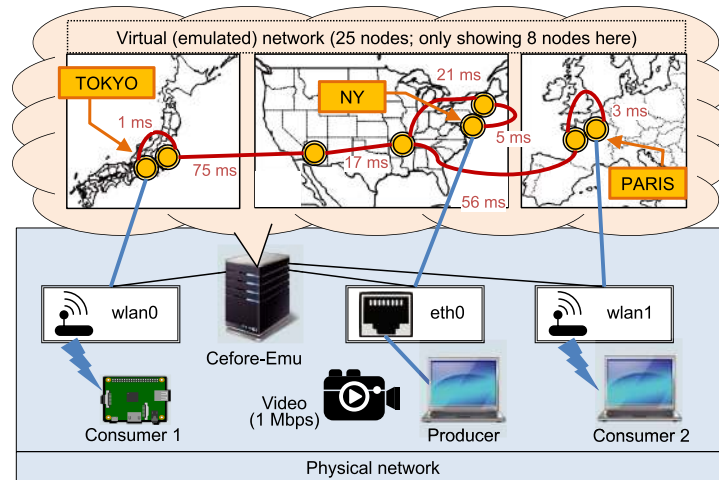 Virtual (emulated) network (25 nodes; only showing 8 nodes here)
TOKYO
1 ms
75 ms
17 ms
21 ms
NY
5 ms
56 ms
3 ms
PARIS
wlan0
Cefore-Emu
eth0
wlan1
Consumer 1
Video
(1 Mbps)
Producer
Consumer 2
Physical network